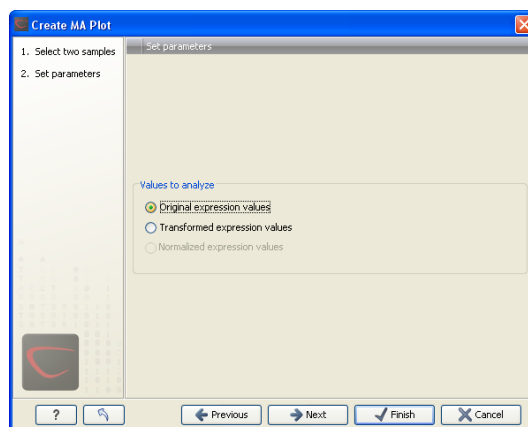 Create MA Plot
1. Select two samples
2. Set parameters
Set parameters
Values to analyze
Original expression values
Transformed expression values
Normalized expression values
?
Previous
Next
Finish
Cancel